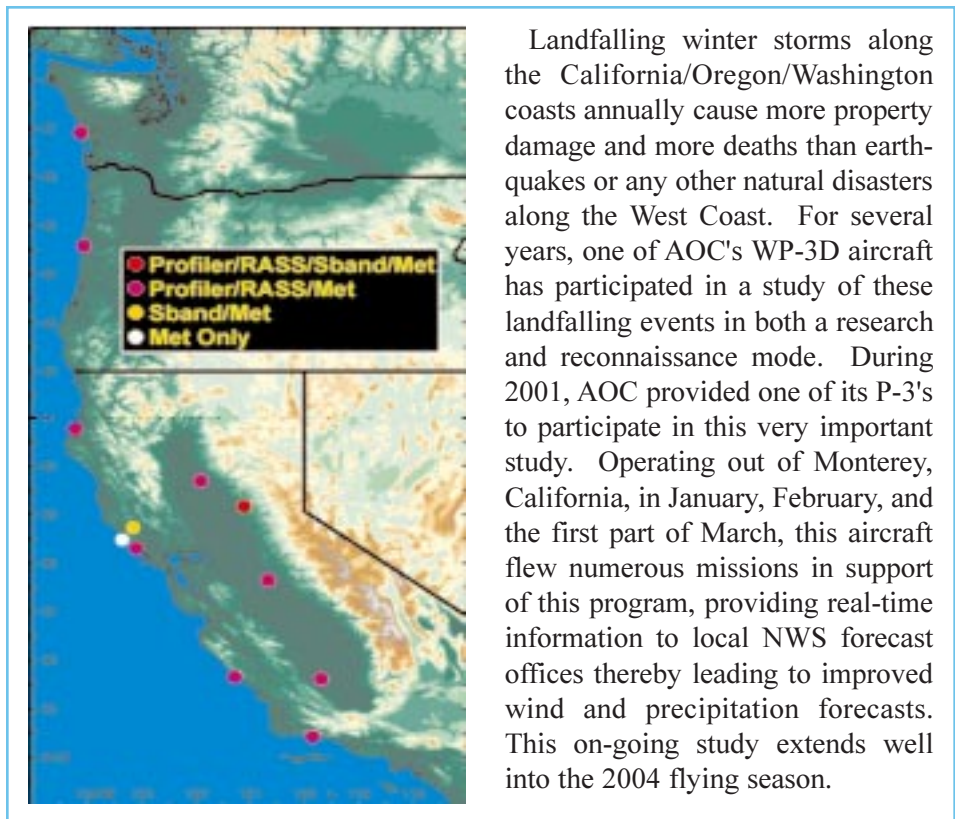 Profiler/RASS/Sband/Met
Profiler/RASS/Met
Sband/Met
Met Only
Landfalling winter storms along
the California/Oregon/Washington
coasts annually cause more property
damage and more deaths than earth-
quakes or any other natural disasters
along the West Coast. For several
years, one of AOC's WP-3D aircraft
has participated in a study of these
landfalling events in both a research
and reconnaissance mode. During
2001, AOC provided one of its P-3's
to participate in this very important
study. Operating out of Monterey,
California, in January, February, and
the first part of March, this aircraft
flew numerous missions in support
of this program, providing real-time
information to local NWS forecast
offices thereby leading to improved
wind and precipitation forecasts.
This on-going study extends well
into the 2004 flying season.